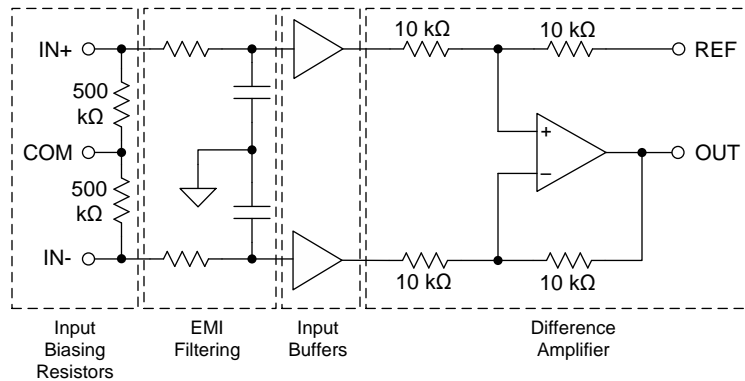 IN+
500
kΩ
COM
500
kΩ
IN-
10 kΩ
10 kΩ
REF
+
−
OUT
10 kΩ
10 kΩ
Input
Biasing
Resistors
EMI
Filtering
Input
Buffers
Difference
Amplifier